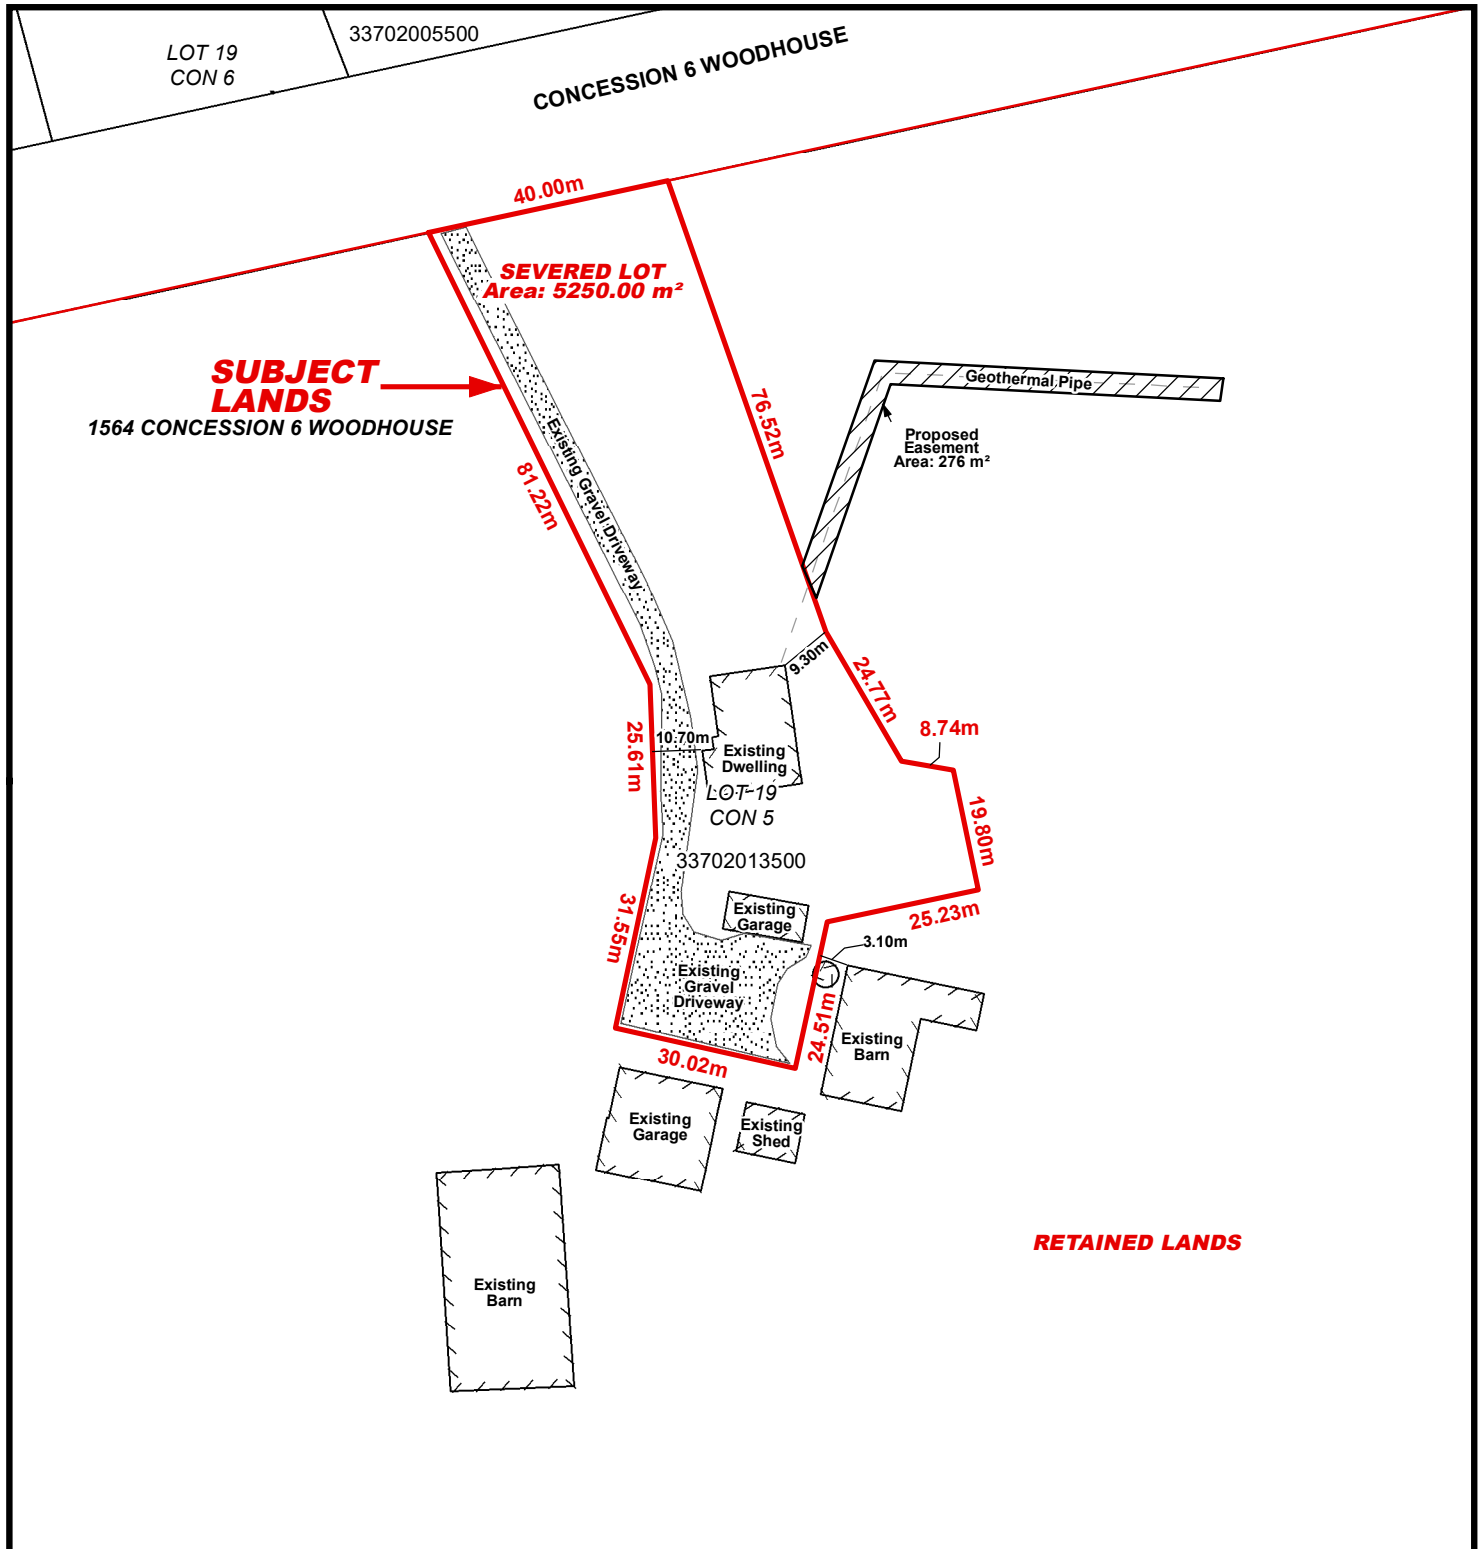 LOT 19
CON 6
33702005500
CONCESSION 6 WOODHOUSE
40.00m
SEVERED LOT
Area: 5250.00 m²
SUBJECT
LANDS
1564 CONCESSION 6 WOODHOUSE
Geothermal Pipe
76.52m
Proposed
Easement
Area: 276 m²
Existing Gravel Driveway
81.22m
9.30m
24.77m
25.61m
10.70m
Existing
Dwelling
8.74m
LOT 19
CON 5
19.80m
33702013500
31.55m
Existing
Garage
25.23m
3.10m
Existing
Gravel
Driveway
24.51m
Existing
Barn
30.02m
Existing
Garage
Existing
Shed
RETAINED LANDS
Existing
Barn